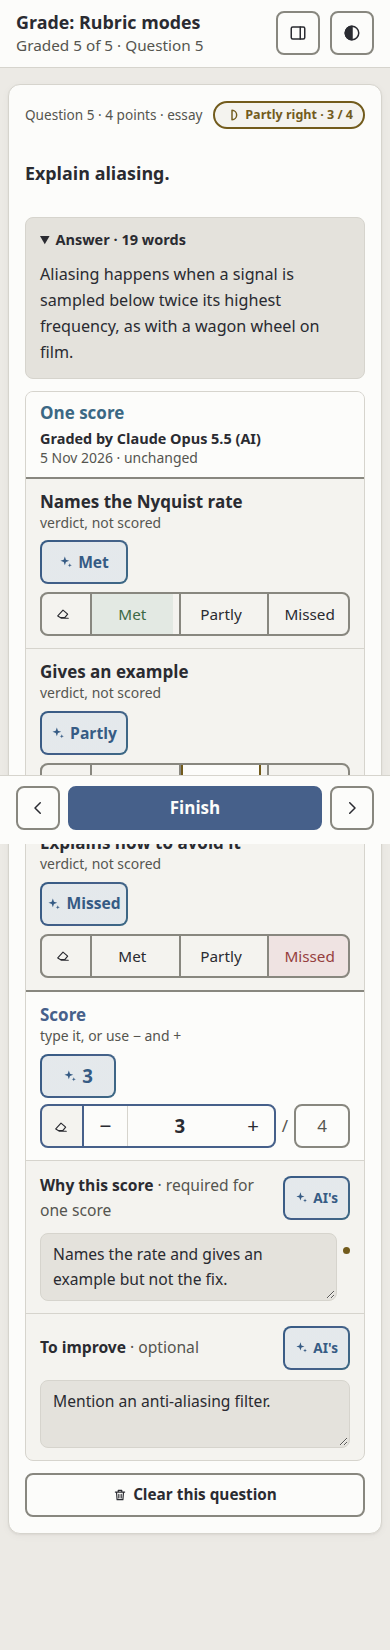 Grade: Rubric modes
Graded 5 of 5 · Question 5
Question 5 · 4 points · essay
Partly right · 3 / 4
Explain aliasing.
▼ Answer · 19 words
Aliasing happens when a signal is
sampled below twice its highest
frequency, as with a wagon wheel on
film.
One score
Graded by Claude Opus 5.5 (AI)
5 Nov 2026 · unchanged
Names the Nyquist rate
verdict, not scored
Met
Met Partly Missed
Gives an example
verdict, not scored
Partly
Finish
Explains how to avoid it
verdict, not scored
Missed
Met Partly Missed
Score
type it, or use − and +
3
− 3 + / 4
Why this score · required for
one score
AI's
Names the rate and gives an
example but not the fix.
To improve · optional
AI's
Mention an anti-aliasing filter.
Clear this question